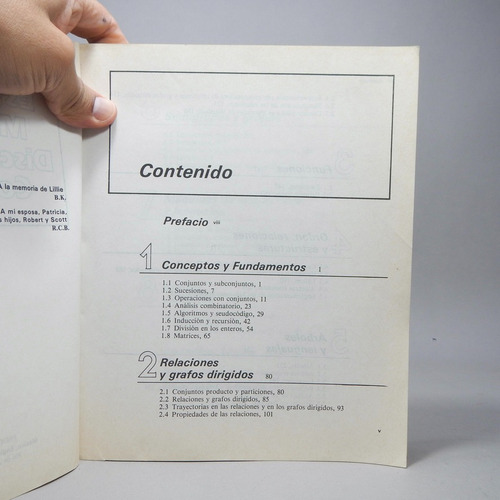 A la memoria de Lillie
B.K.
A mi esposa, Patricia,
s hijos, Robert y Scott
R.C.B.
Contenido
Prefacio viii
1 Conceptos y Fundamentos 1
1.1 Conjuntos y subconjuntos, 1
1.2 Sucesiones, 7
1.3 Operaciones con conjuntos, 11
1.4 Análisis combinatorio, 23
1.5 Algoritmos y seudocódigo, 29
1.6 Inducción y recursión, 42
1.7 División en los enteros, 54
1.8 Matrices, 65
2 Relaciones
y grafos dirigidos 80
2.1 Conjuntos producto y particiones, 80
2.2 Relaciones y grafos dirigidos, 85
2.3 Trayectorias en las relaciones y en los grafos dirigidos, 93
2.4 Propiedades de las relaciones, 101
v